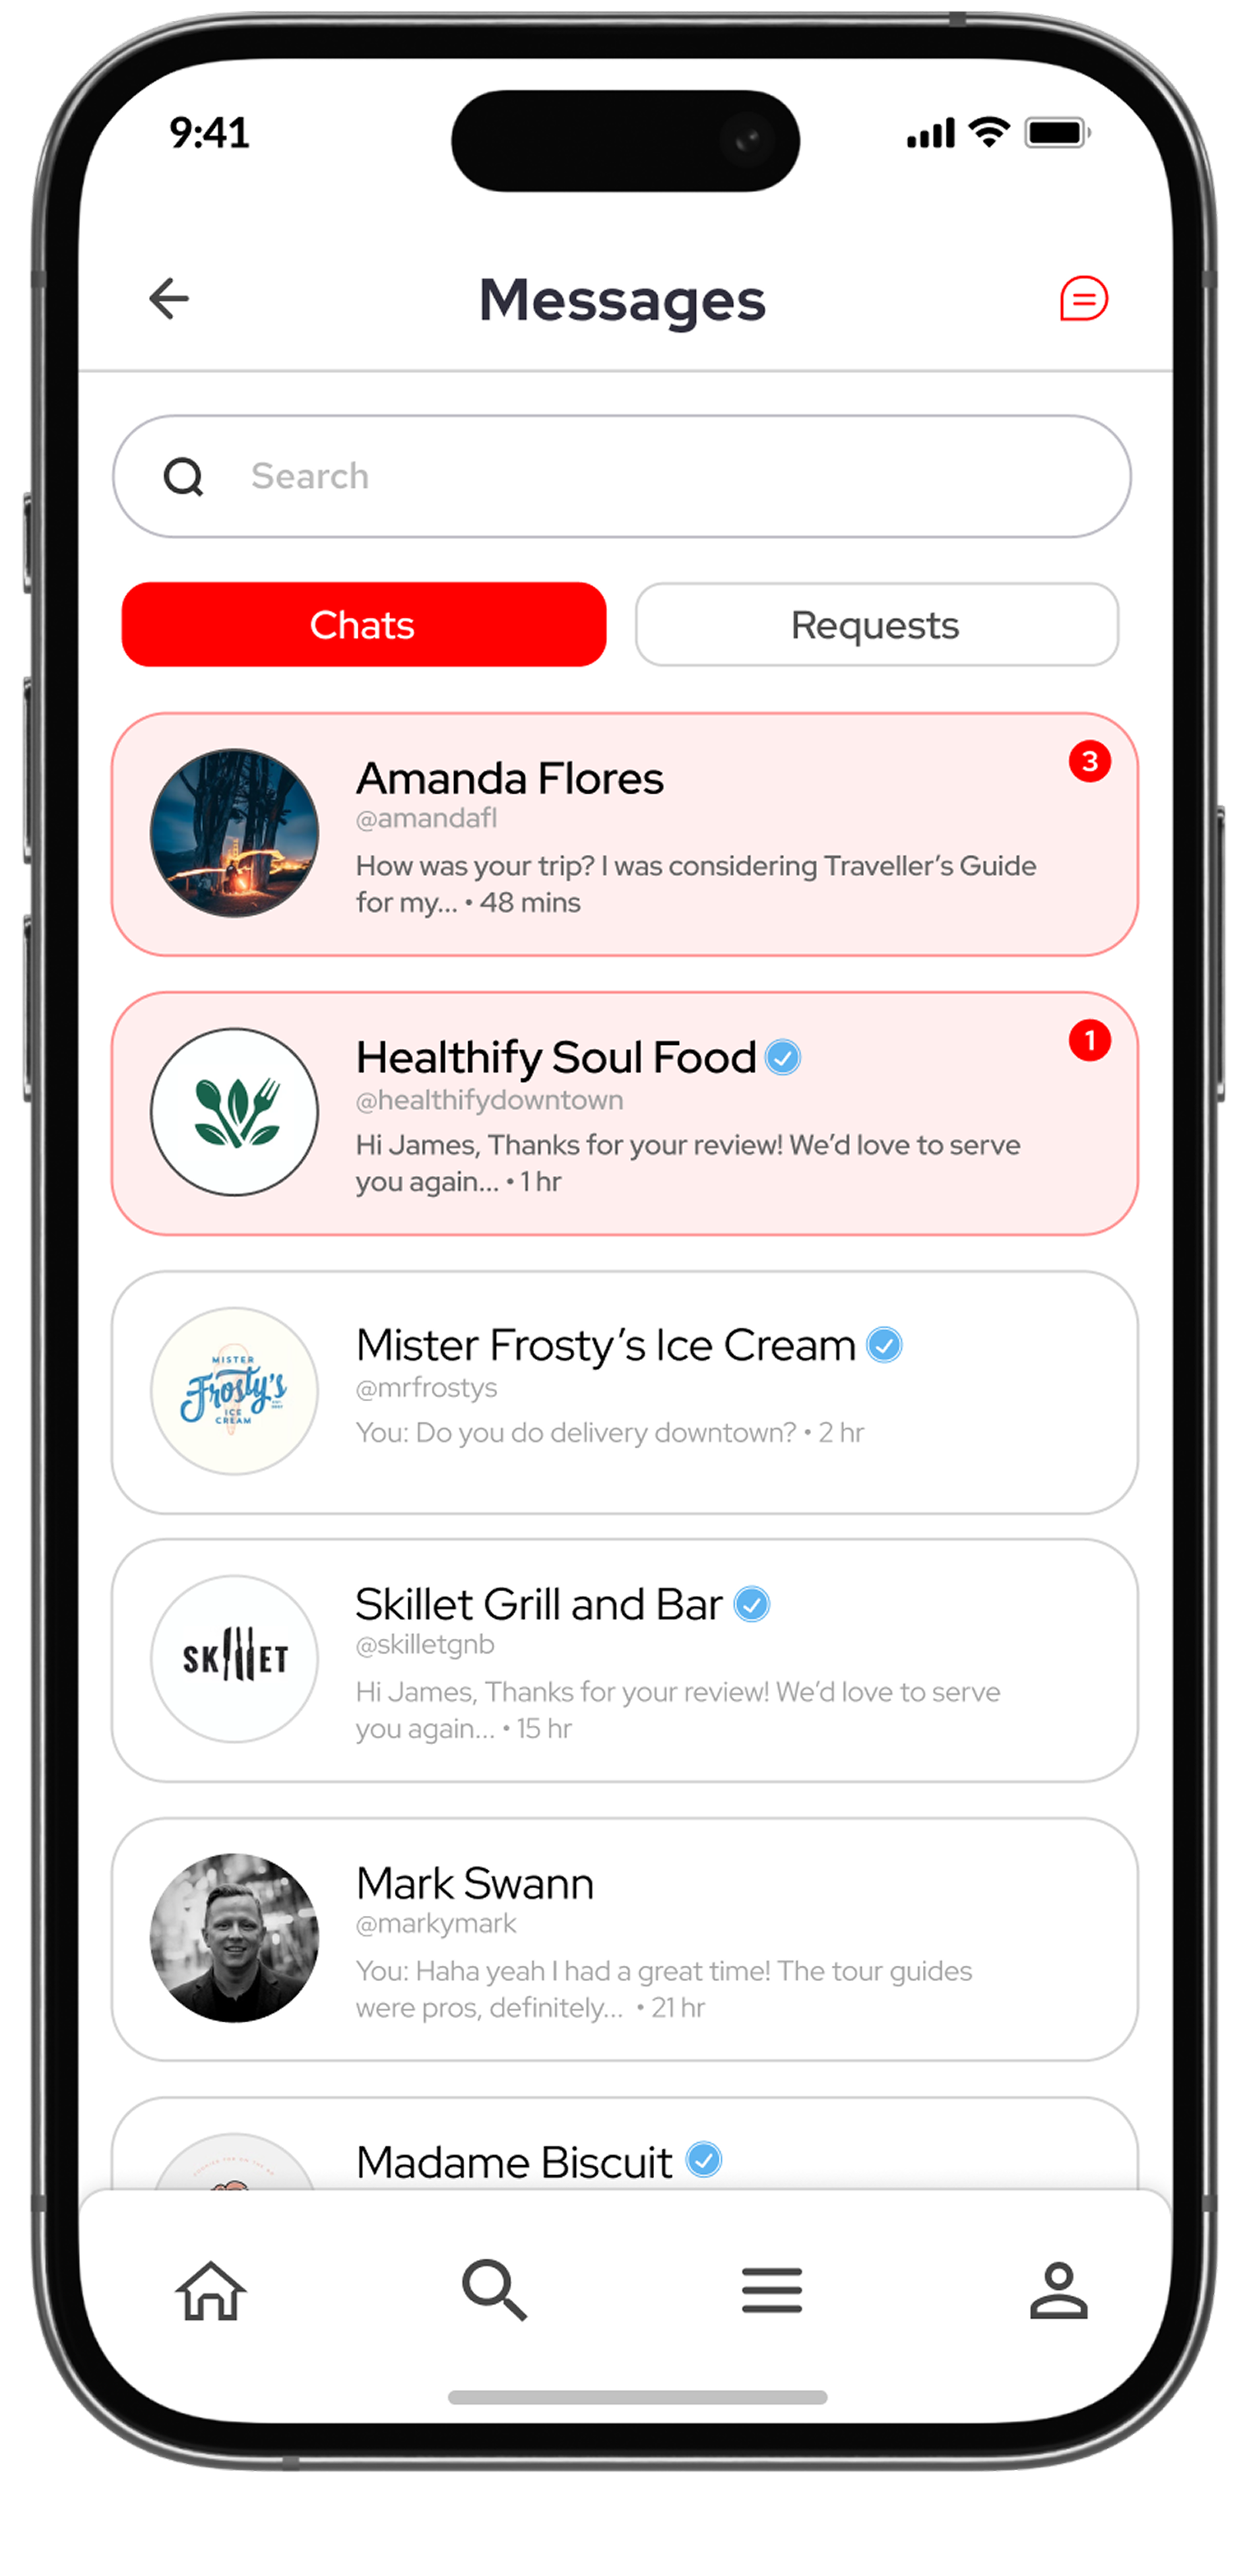 9:41
Messages
Search
Chats
Requests
Amanda Flores
3
@amandafl
How was your trip? I was considering Traveller’s Guide
for my... • 48 mins
Healthify Soul Food
1
@healthifydowntown
Hi James, Thanks for your review! We’d love to serve
you again... • 1 hr
MISTER
Frosty's
ICE
CREAM
Mister Frosty’s Ice Cream
@mrfrostys
You: Do you do delivery downtown? • 2 hr
SKILLET
Skillet Grill and Bar
@skilletgnb
Hi James, Thanks for your review! We’d love to serve
you again... • 15 hr
Mark Swann
@markymark
You: Haha yeah I had a great time! The tour guides
were pros, definitely... • 21 hr
Madame Biscuit